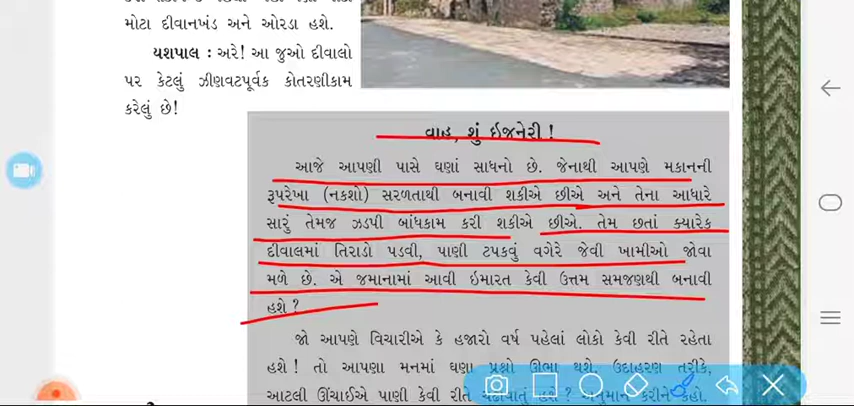 મોટા દીવાનખંડ અને ઓરડા હશે.
યશપાલ : અરે! આ જુઓ દીવાલો
પર કેટલું ઝીણવટપૂર્વક કોતરણીકામ
કરેલું છે!
વાહ, શું ઇજનેરી !
આજે આપણી પાસે ઘણાં સાધનો છે. જેનાથી આપણે મકાનની
રૂપરેખા (નકશો) સરળતાથી બનાવી શકીએ છીએ અને તેના આધારે
સારું તેમજ ઝડપી બાંધકામ કરી શકીએ છીએ. તેમ છતાં ક્યારેક
દીવાલમાં તિરાડો પડવી, પાણી ટપકવું વગેરે જેવી ખામીઓ જોવા
મળે છે. એ જમાનામાં આવી ઇમારત કેવી ઉત્તમ સમજણથી બનાવી
હશે ?
જો આપણે વિચારીએ કે હજારો વર્ષ પહેલાં લોકો કેવી રીતે રહેતા
હશે ! તો આપણા મનમાં ઘણા પ્રશ્નો ઊભા થશે. ઉદાહરણ તરીકે,
આટલી ઊંચાઈએ પાણી કેવી રીતે